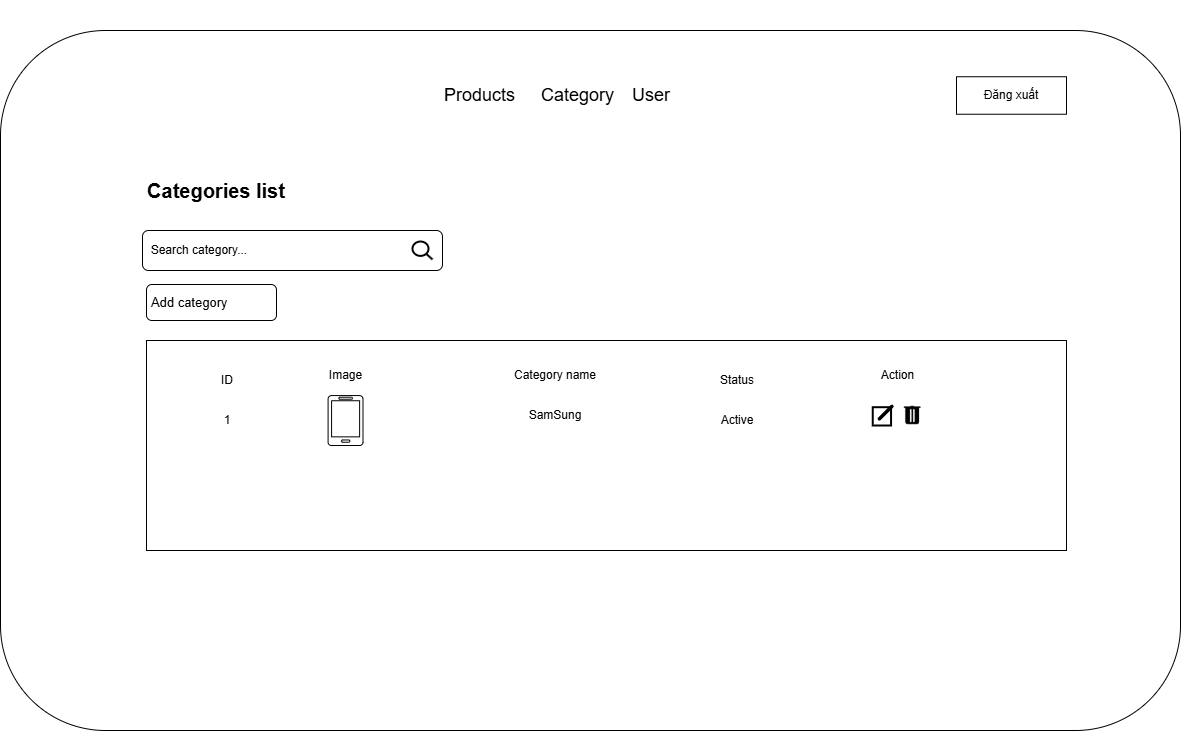 Products Category User
Đăng xuất
Categories list
Search category...
Add category
ID Image Category name Status Action
1 SamSung Active